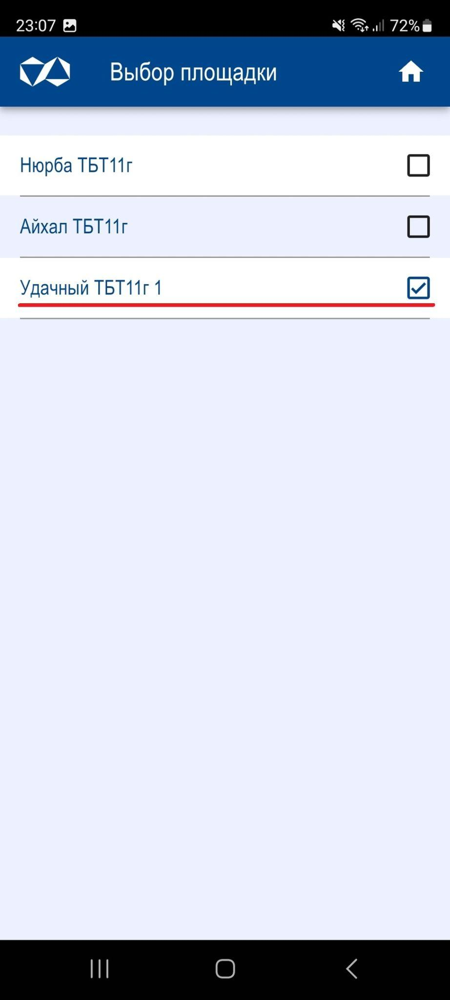 23:07
72%
Выбор площадки
Нюрба ТБТ11г
Айхал ТБТ11г
Удачный ТБТ11г 1